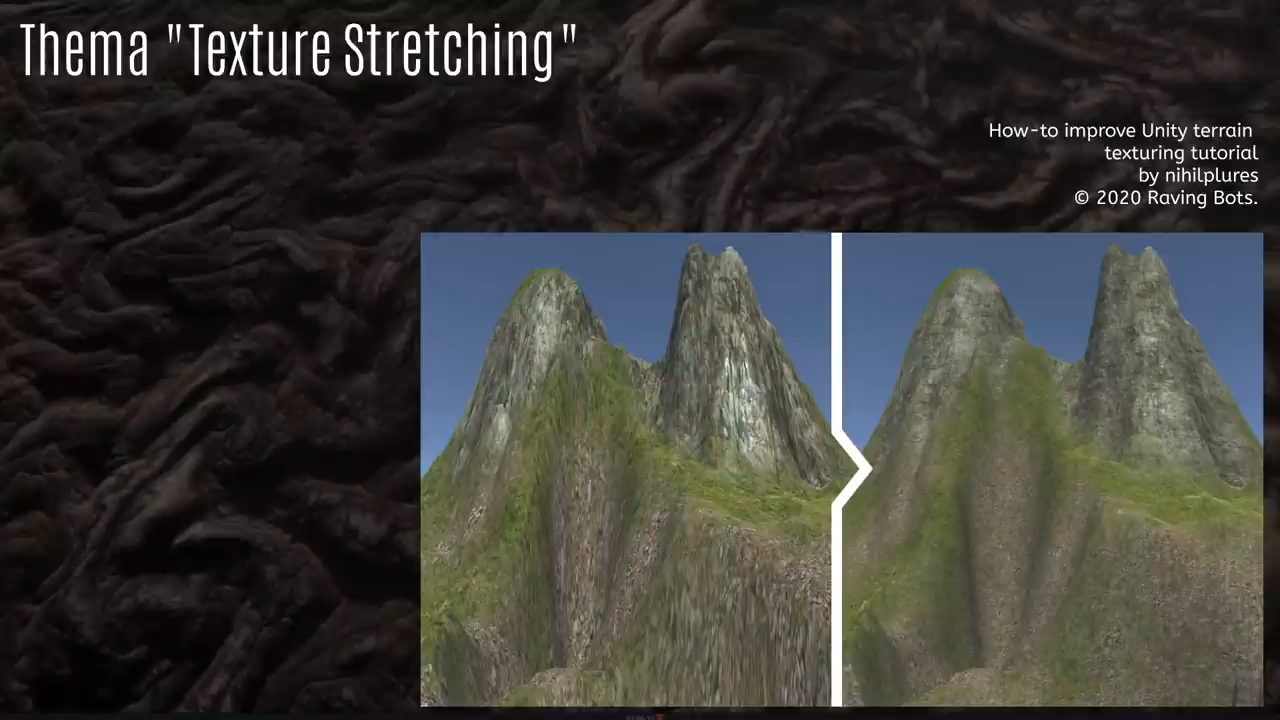 Thema "Texture Stretching"
How-to improve Unity terrain
texturing tutorial
by nihilplures
© 2020 Raving Bots.